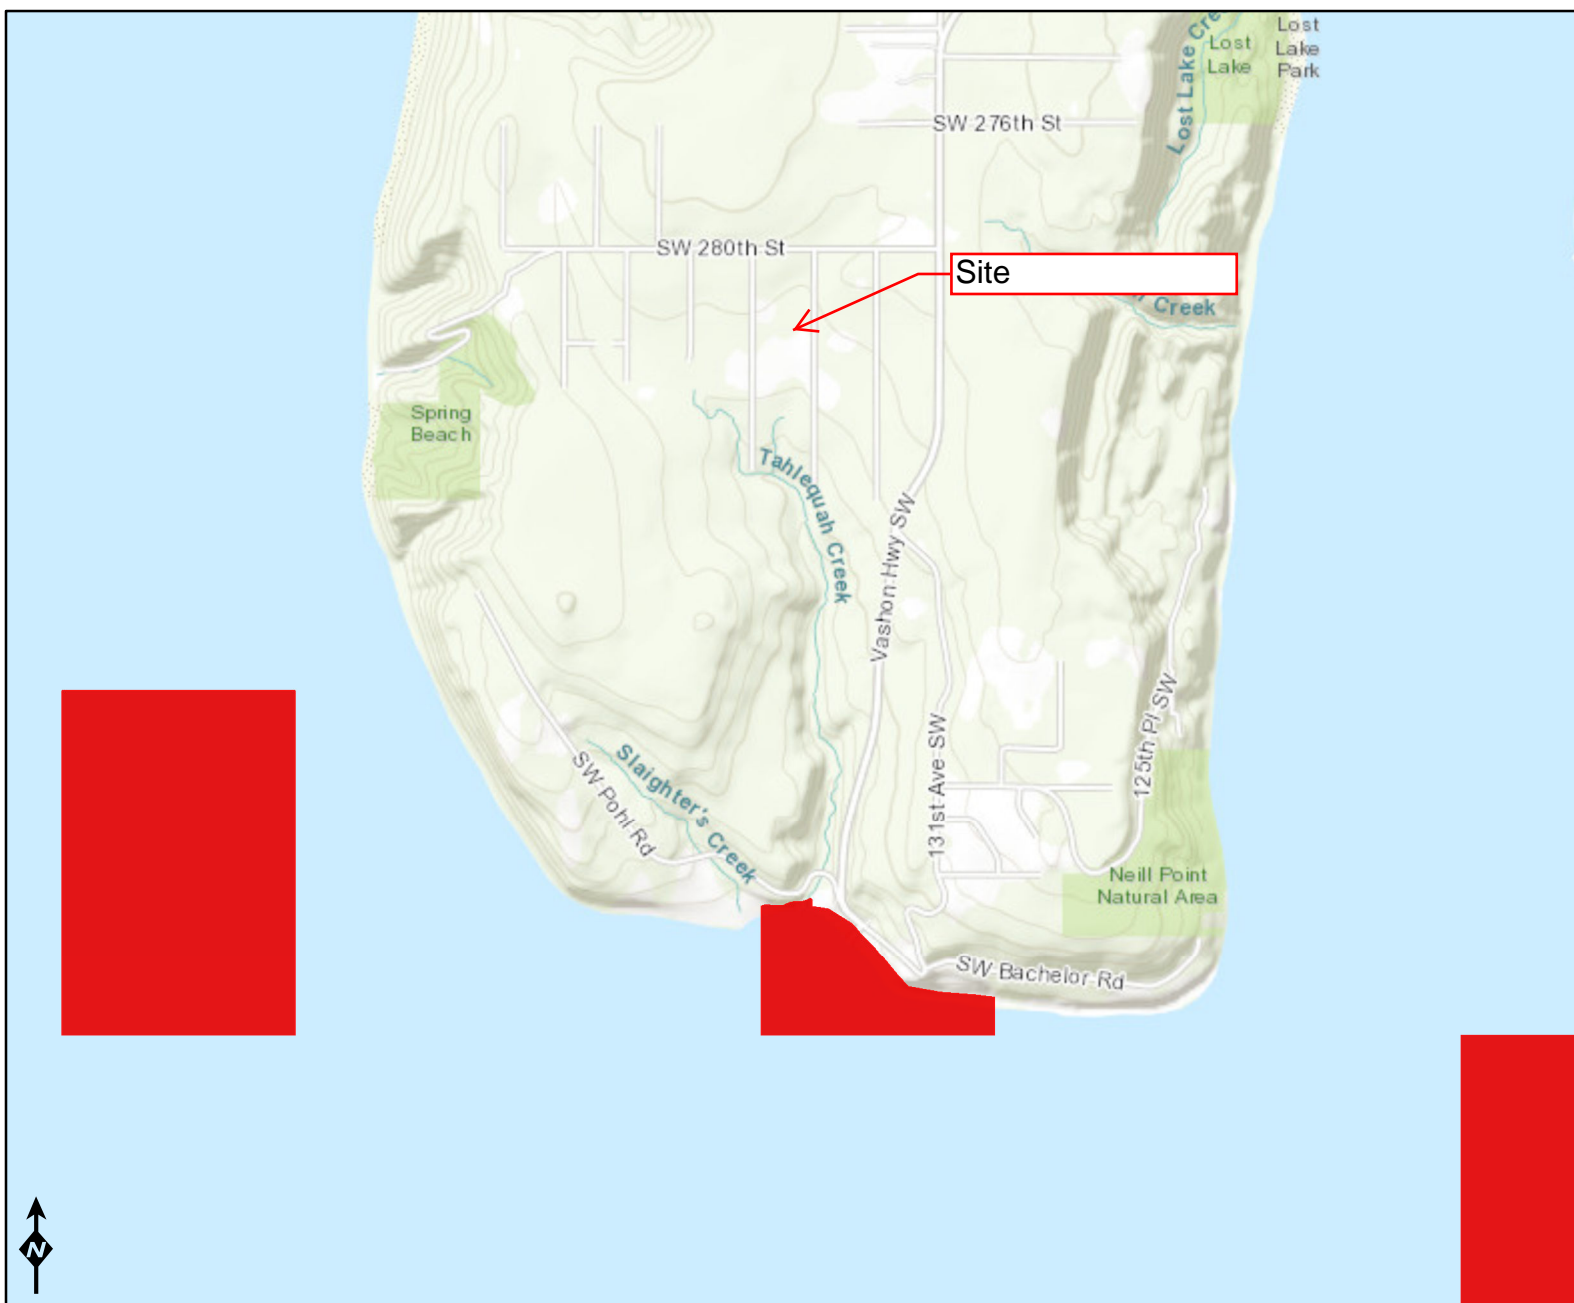 Lost Lake Cree
Lost
Lake
Lost
Lake
Park
SW 276th St
SW 280th St
Site
Creek
Spring
Beach
Tahlequah Creek
Vashon Hwy SW
125th Pl SW
131st Ave SW
Slaighter's Creek
SW Pohl Rd
Neill Point
Natural Area
SW Bachelor Rd
N